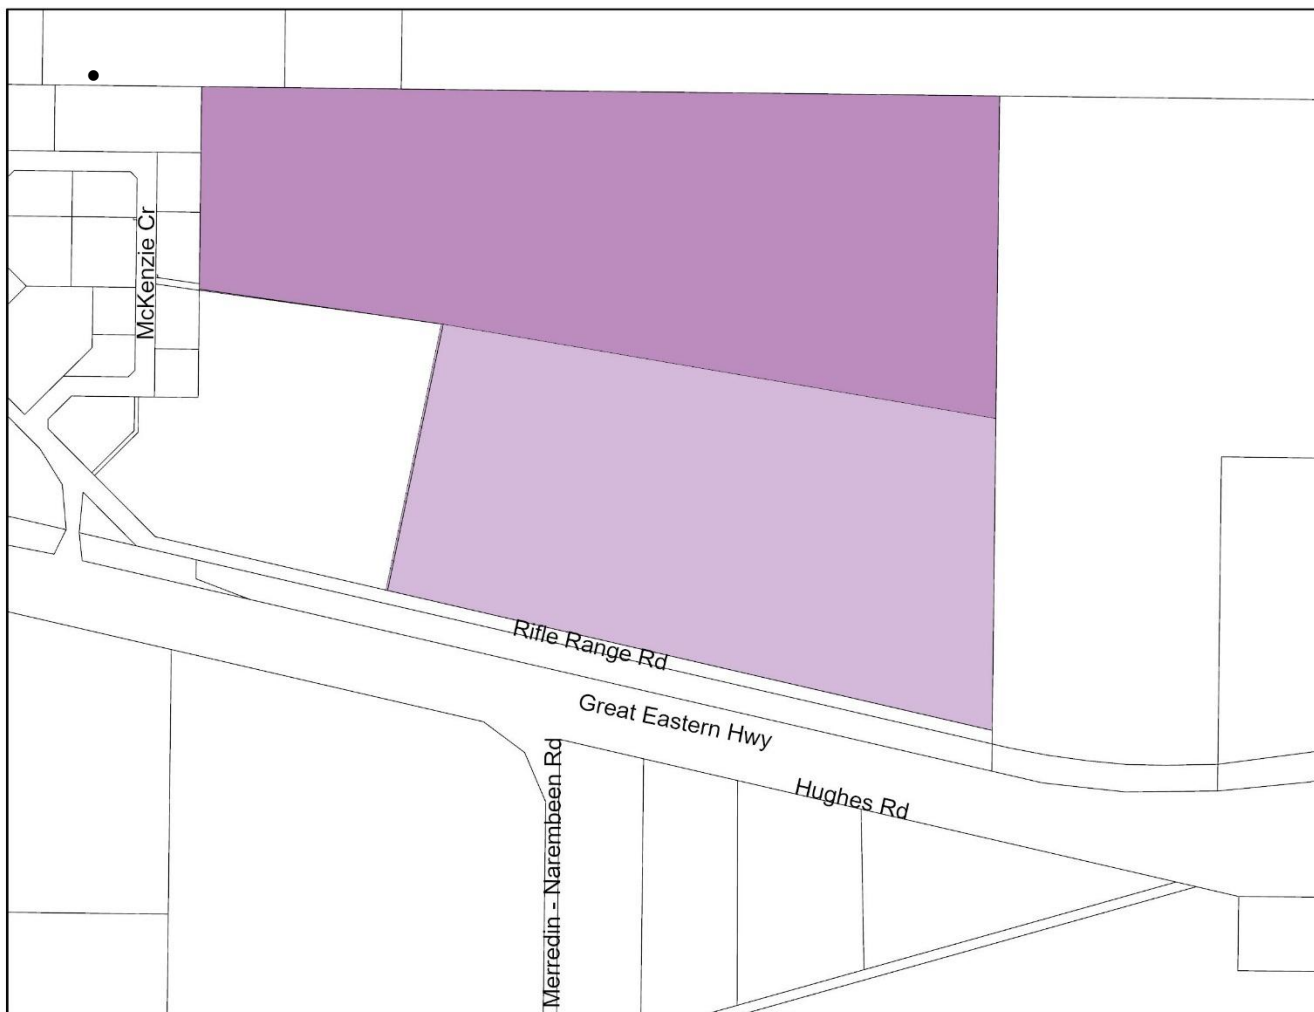 McKenzie Cr
Rifle Range Rd
Great Eastern Hwy
Merredin - Narembeen Rd
Hughes Rd